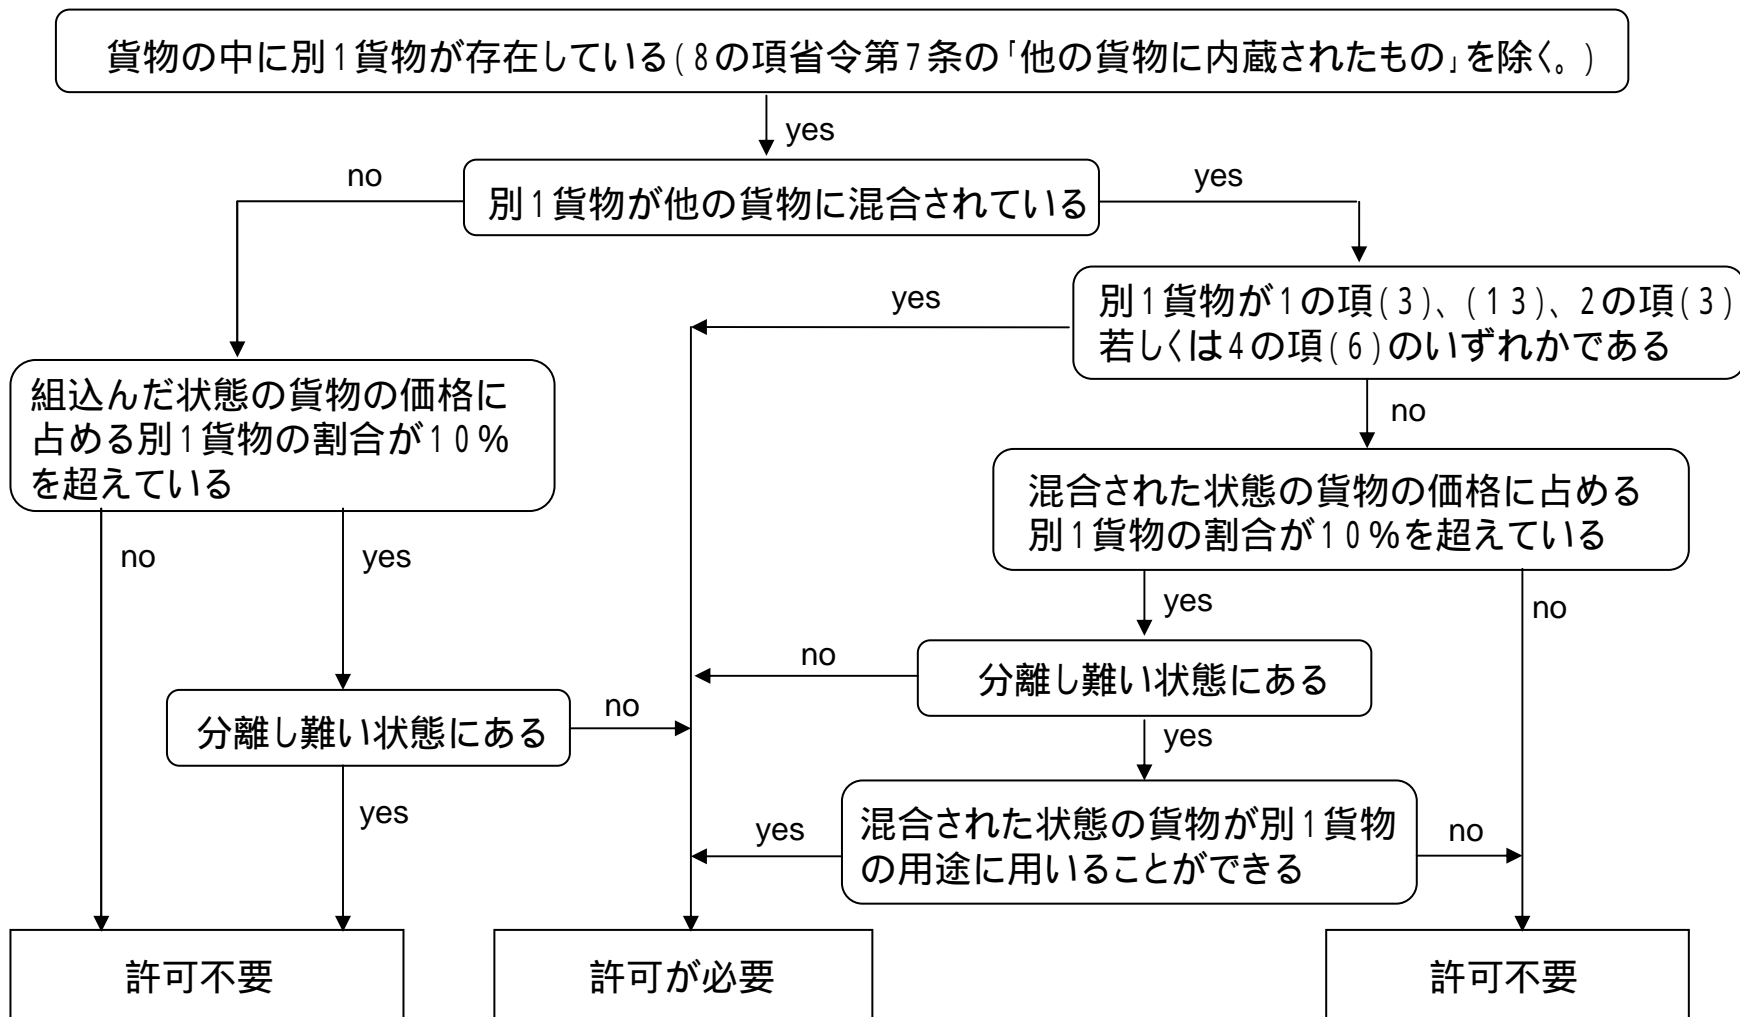 貨物の中に別1貨物が存在している(8の項省令第7条の「他の貨物に内蔵されたもの」を除く。)
yes
no
別1貨物が他の貨物に混合されている
yes
yes
別1貨物が1の項(3)、(13)、2の項(3)
若しくは4の項(6)のいずれかである
組込んだ状態の貨物の価格に
占める別1貨物の割合が10%
を超えている
no
混合された状態の貨物の価格に占める
別1貨物の割合が10%を超えている
no
yes
yes
no
no
分離し難い状態にある
分離し難い状態にある
no
yes
yes
yes
混合された状態の貨物が別1貨物
の用途に用いることができる
no
許可不要
許可が必要
許可不要